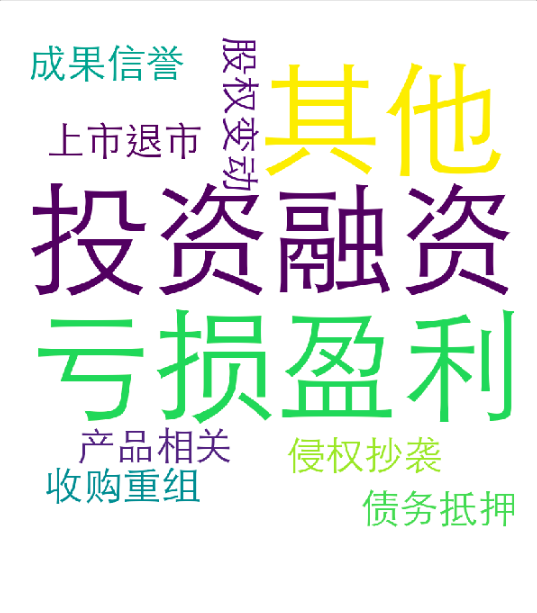 成果信誉
股权变动
其他
上市退市
投资融资
亏损盈利
产品相关
侵权抄袭
收购重组
债务抵押